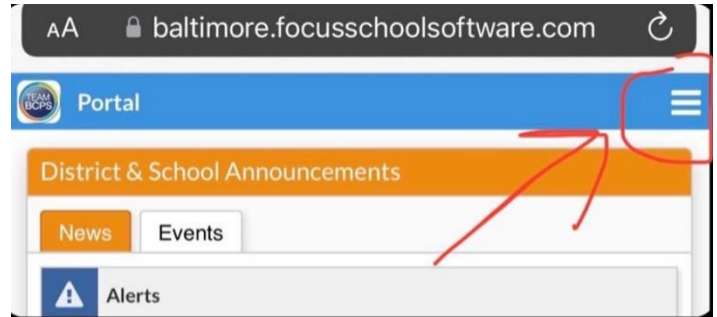 AA baltimore.focusschoolsoftware.com
TEAM
BCPS
Portal
District & School Announcements
News Events
Alerts